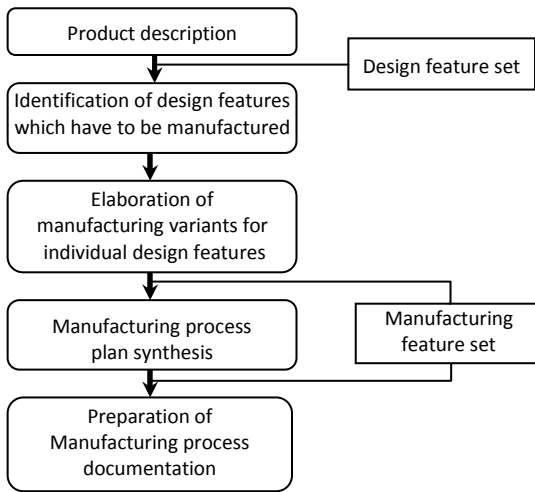 Product description
Design feature set
Identification of design features
which have to be manufactured
Elaboration of
manufacturing variants for
individual design features
Manufacturing process
plan synthesis
Manufacturing
feature set
Preparation of
Manufacturing process
documentation